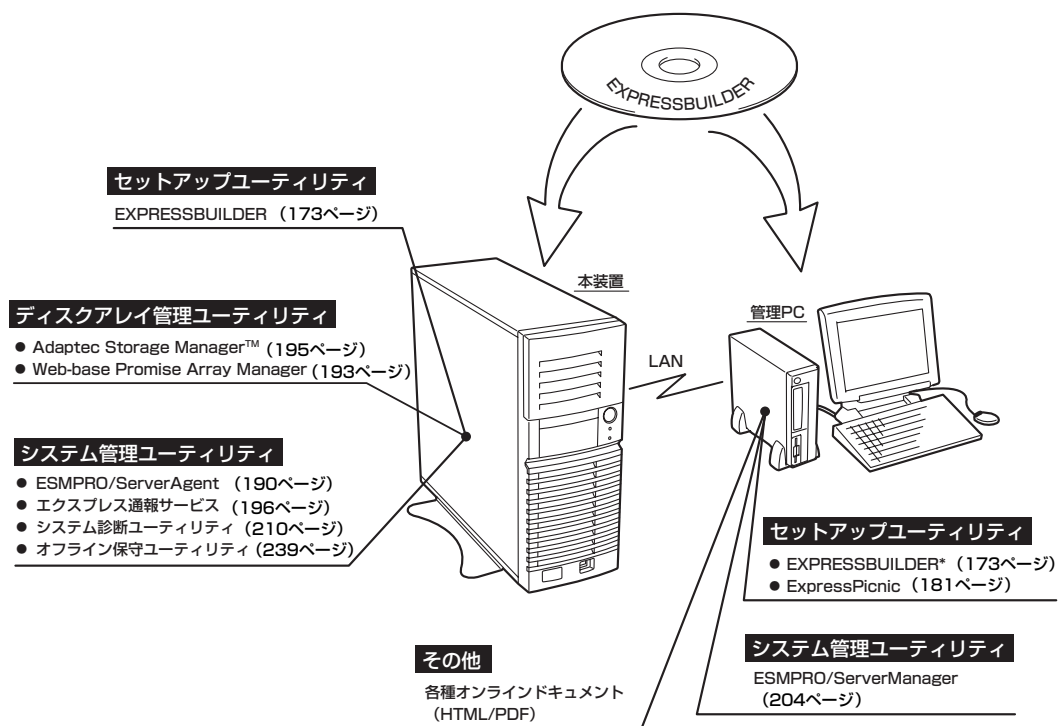 EXPRESSBUILDER
セットアップユーティリティ
EXPRESSBUILDER（173ページ）
ディスクアレイ管理ユーティリティ
● Adaptec Storage Manager™（195ページ）
● Web-base Promise Array Manager（193ページ）
システム管理ユーティリティ
● ESMPRO/ServerAgent （190ページ）
● エクスプレス通報サービス（196ページ）
● システム診断ユーティリティ（210ページ）
● オフライン保守ユーティリティ（239ページ）
本装置
LAN
管理PC
セットアップユーティリティ
● EXPRESSBUILDER*（173ページ）
● ExpressPicnic（181ページ）
システム管理ユーティリティ
ESMPRO/ServerManager
（204ページ）
その他
各種オンラインドキュメント
（HTML/PDF）